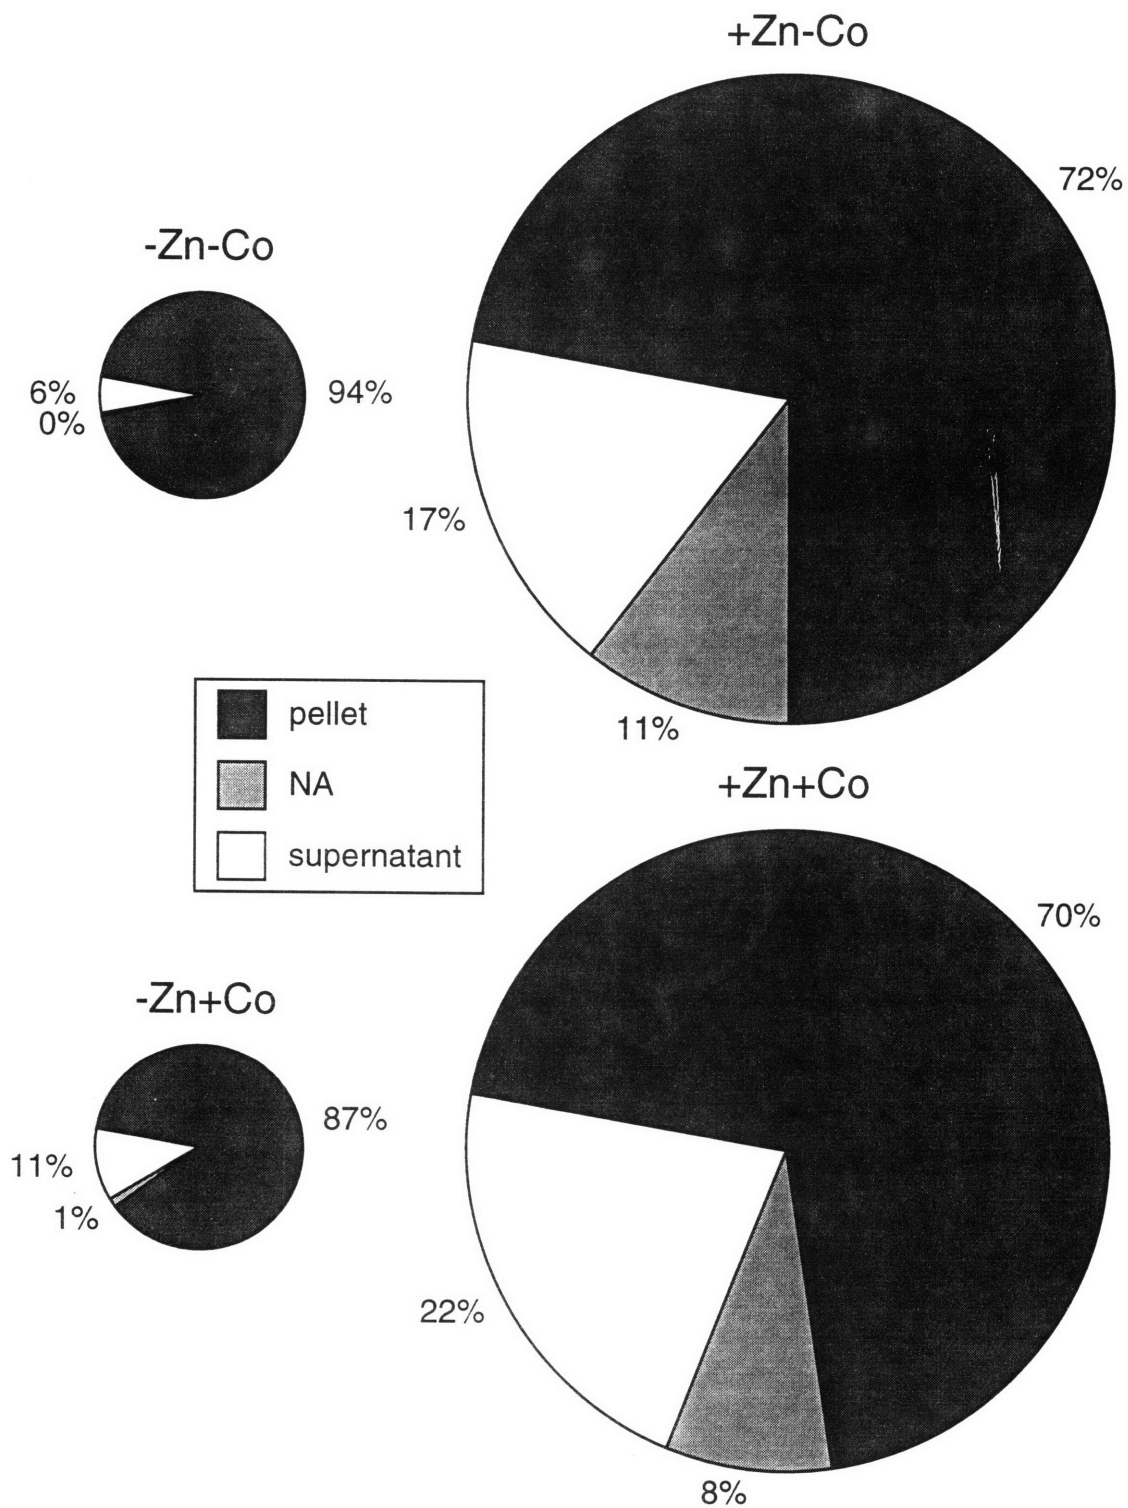 +Zn-Co
72%
-Zn-Co
6%
94%
0%
17%
11%
pellet
NA
supernatant
+Zn+Co
70%
-Zn+Co
87%
11%
1%
22%
8%